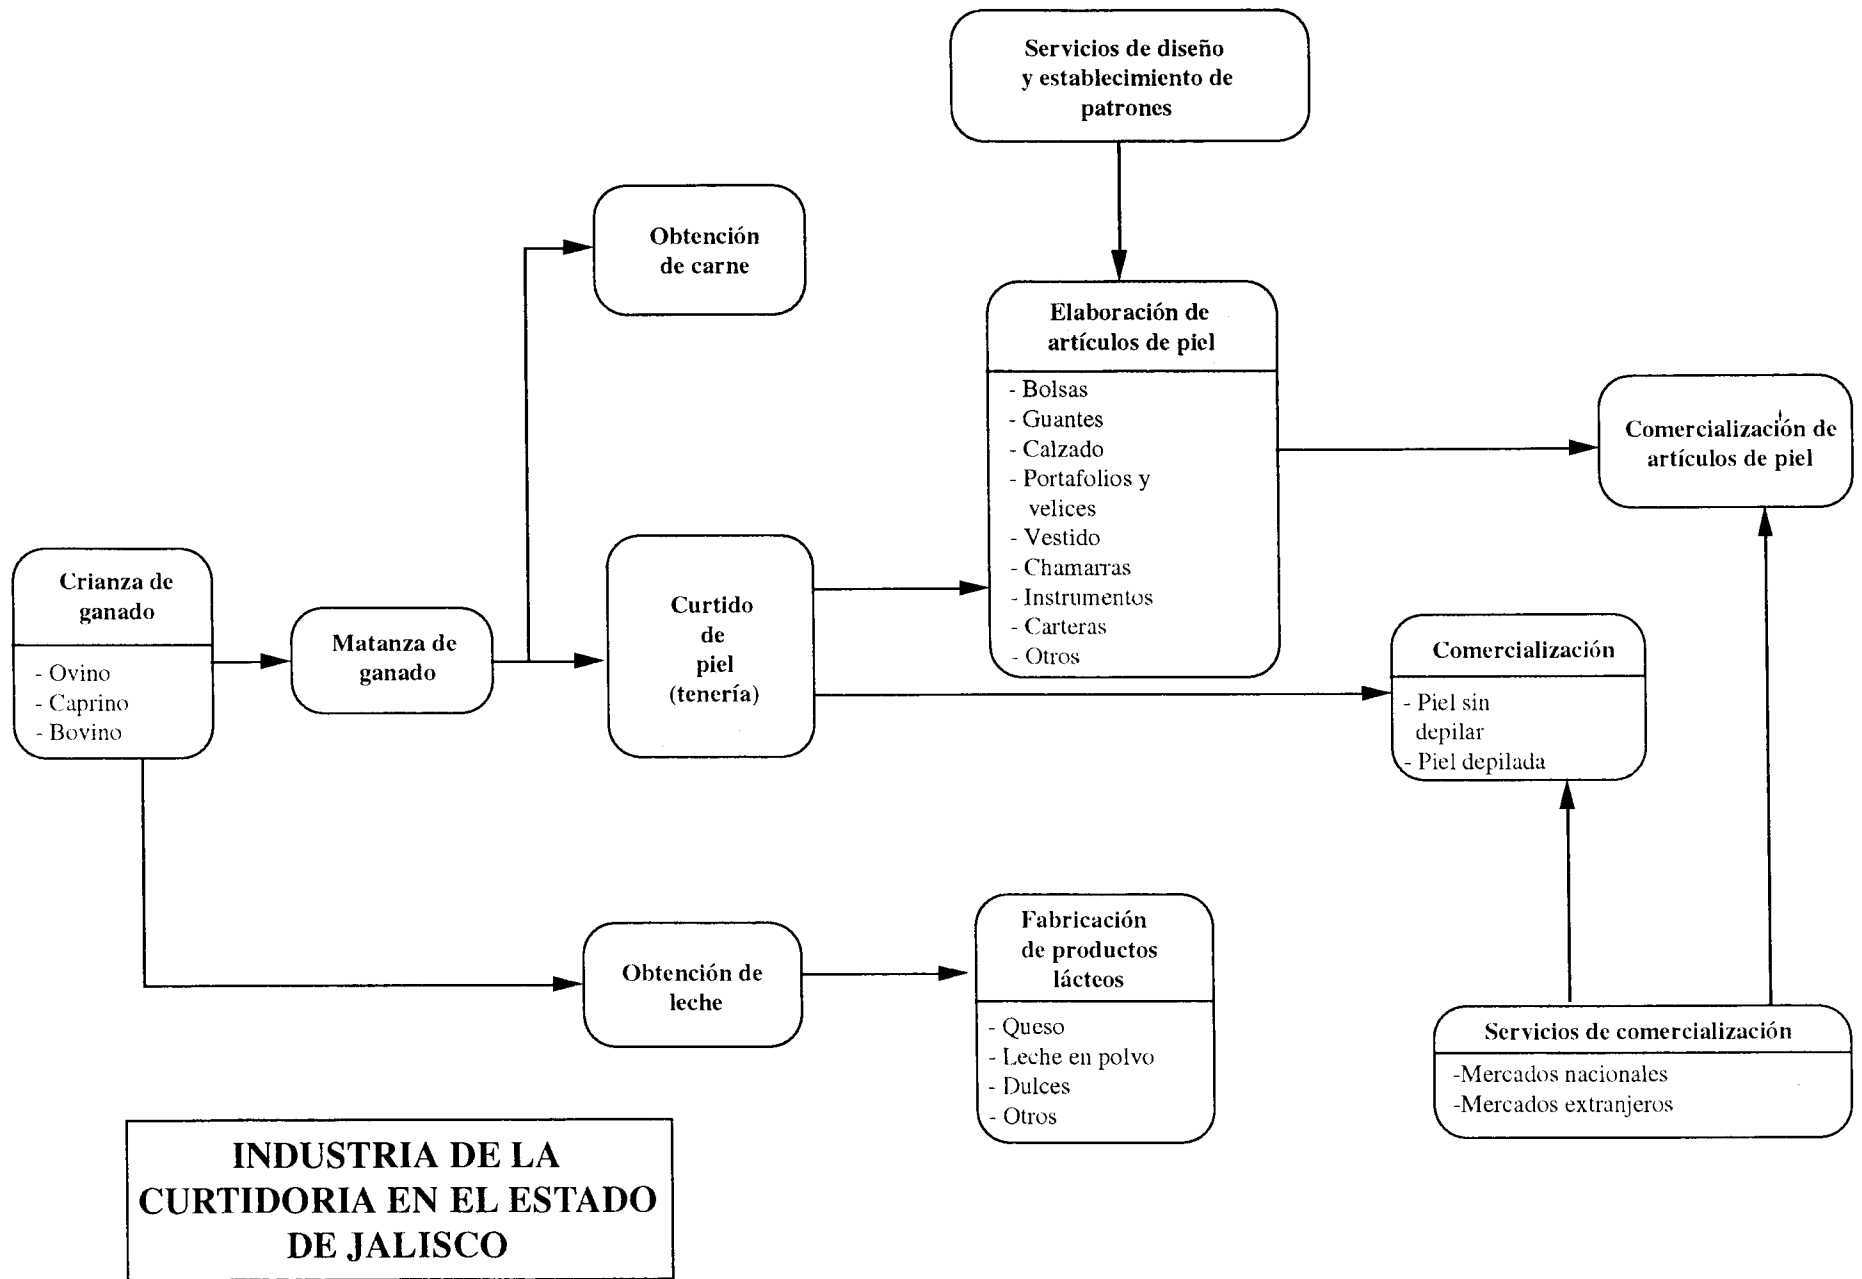 Servicios de diseño
y establecimiento de
patrones
Obtención
de carne
Elaboración de
artículos de piel
- Bolsas
- Guantes
- Calzado
- Portafolios y
velices
- Vestido
- Chamarras
- Instrumentos
- Carteras
- Otros
Comercialización de
artículos de piel
Crianza de
ganado
- Ovino
- Caprino
- Bovino
Matanza de
ganado
Curtido
de
piel
(tenería)
Comercialización
- Piel sin
depilar
- Piel depilada
Obtención de
leche
Fabricación
de productos
lácteos
- Queso
- Leche en polvo
- Dulces
- Otros
Servicios de comercialización
-Mercados nacionales
-Mercados extranjeros
INDUSTRIA DE LA
CURTIDORIA EN EL ESTADO
DE JALISCO